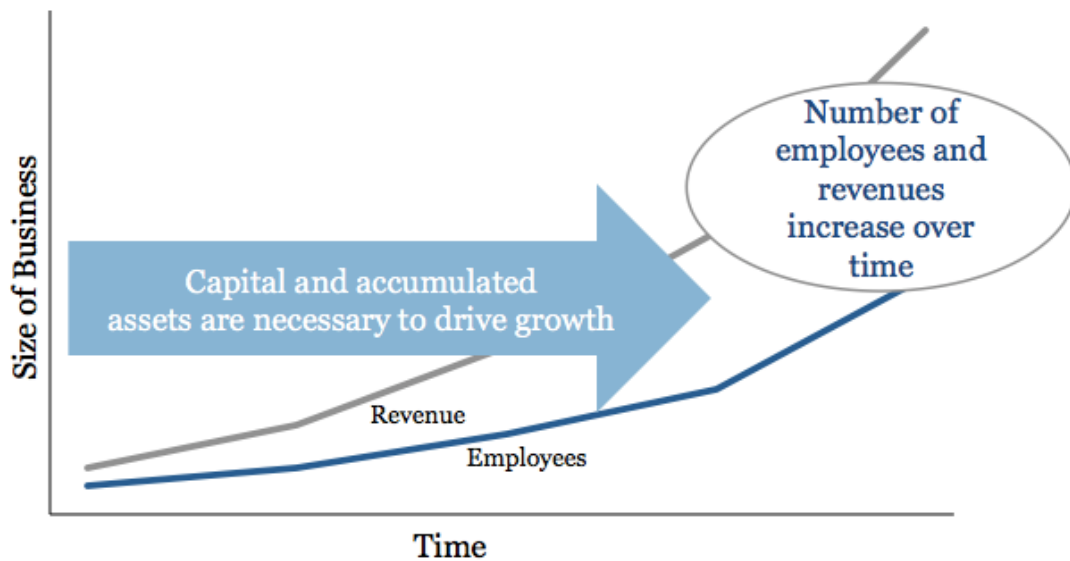 Number of
employees and
revenues
increase over
time
Size of Business
Capital and accumulated
assets are necessary to drive growth
Revenue
Employees
Time